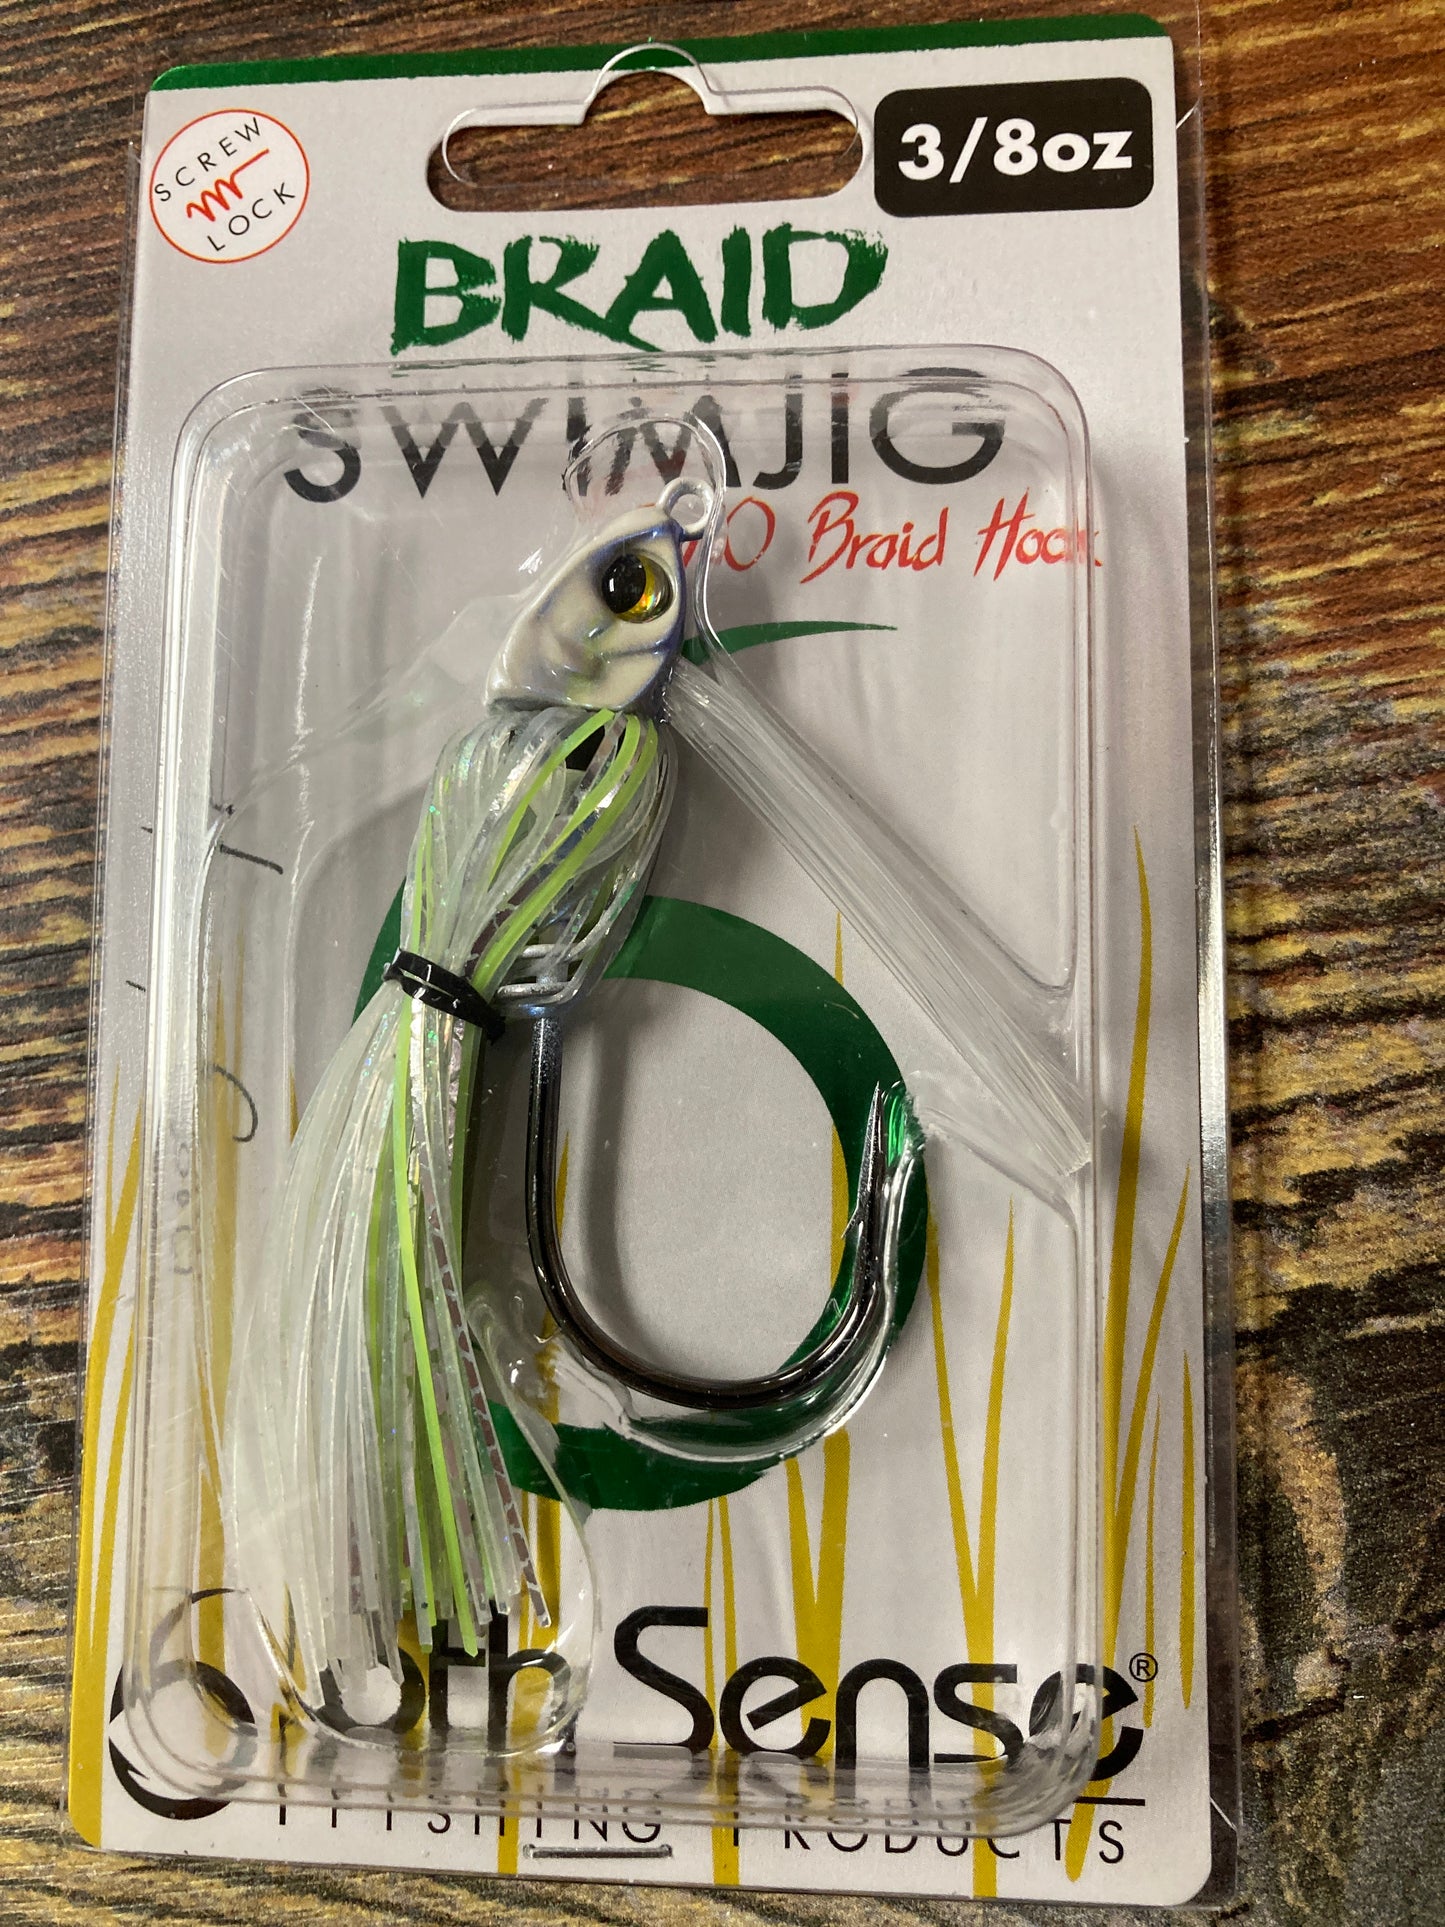 SCREW
LOCK
3/8oz
BRAID
SWIMJIG
Braid Hook
6th Sense®
FISHING PRODUCTS